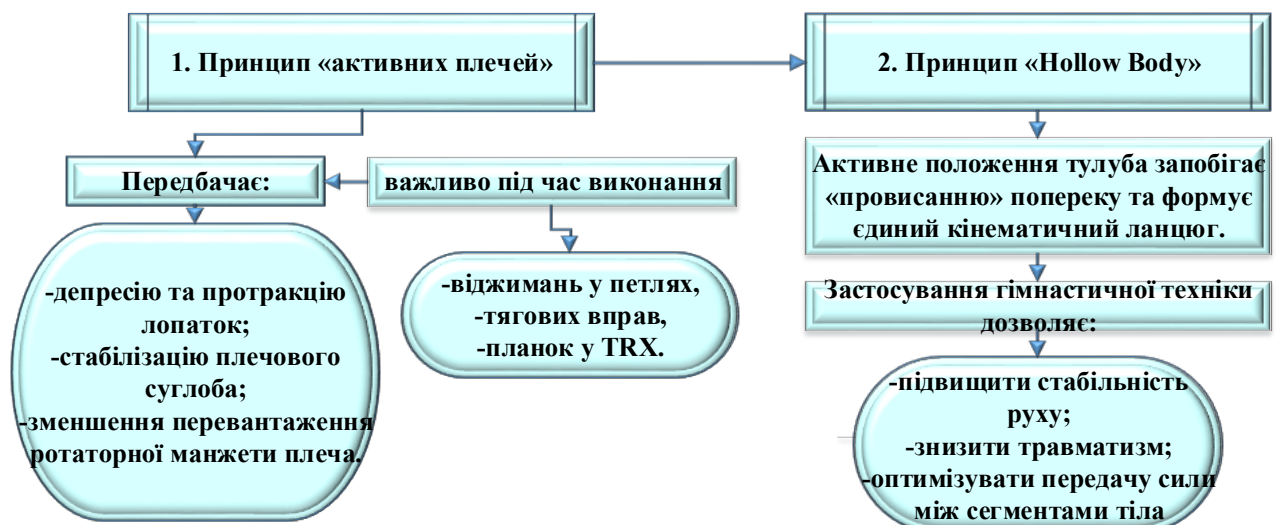 1. Принцип «активних плечей»
2. Принцип «Hollow Body»
Передбачає:
важливо під час виконання
-депресію та протракцію
лопаток;
-стабілізацію плечового
суглоба;
-зменшення перевантаження
ротаторної манжети плеча.
-віджимань у петлях,
-тягових вправ,
-планок у TRX.
Активне положення тулуба запобігає
«провисанню» попереку та формує
єдиний кінематичний ланцюг.
Застосування гімнастичної техніки
дозволяє:
-підвищити стабільність
руху;
-знизити травматизм;
-оптимізувати передачу сили
між сегментами тіла